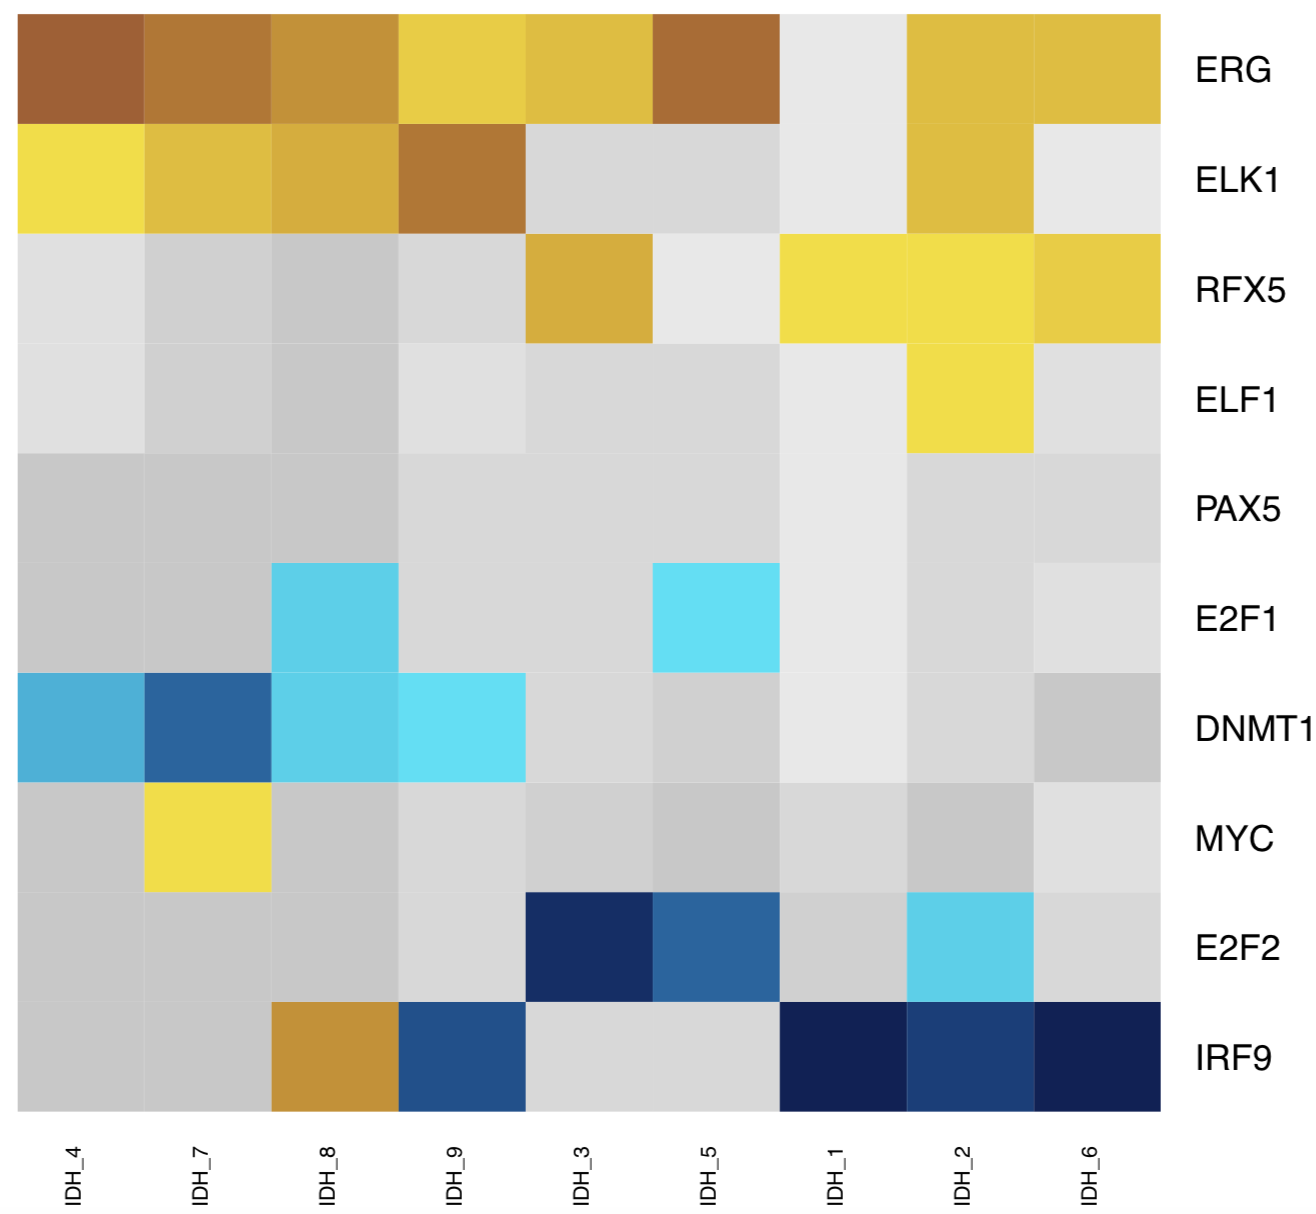 ERG
ELK1
RFX5
ELF1
PAX5
E2F1
DNMT1
MYC
E2F2
IRF9
IDH_4
IDH_7
IDH_8
IDH_9
IDH_3
IDH_5
IDH_1
IDH_2
IDH_6